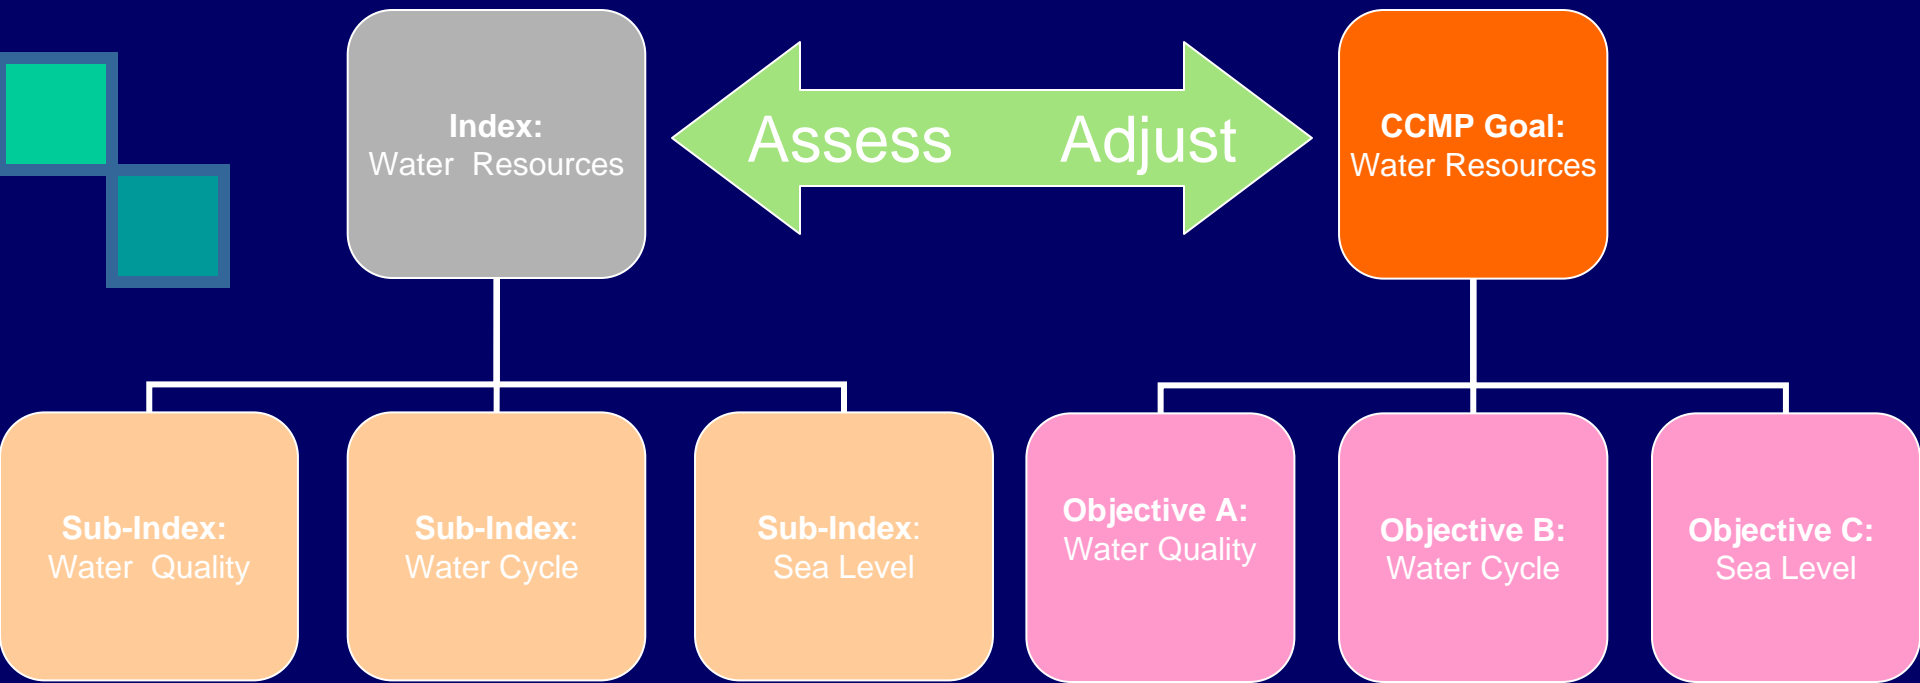 Index:
Water Resources
Assess Adjust
CCMP Goal:
Water Resources
Sub-Index:
Water Quality
Sub-Index:
Water Cycle
Sub-Index:
Sea Level
Objective A:
Water Quality
Objective B:
Water Cycle
Objective C:
Sea Level